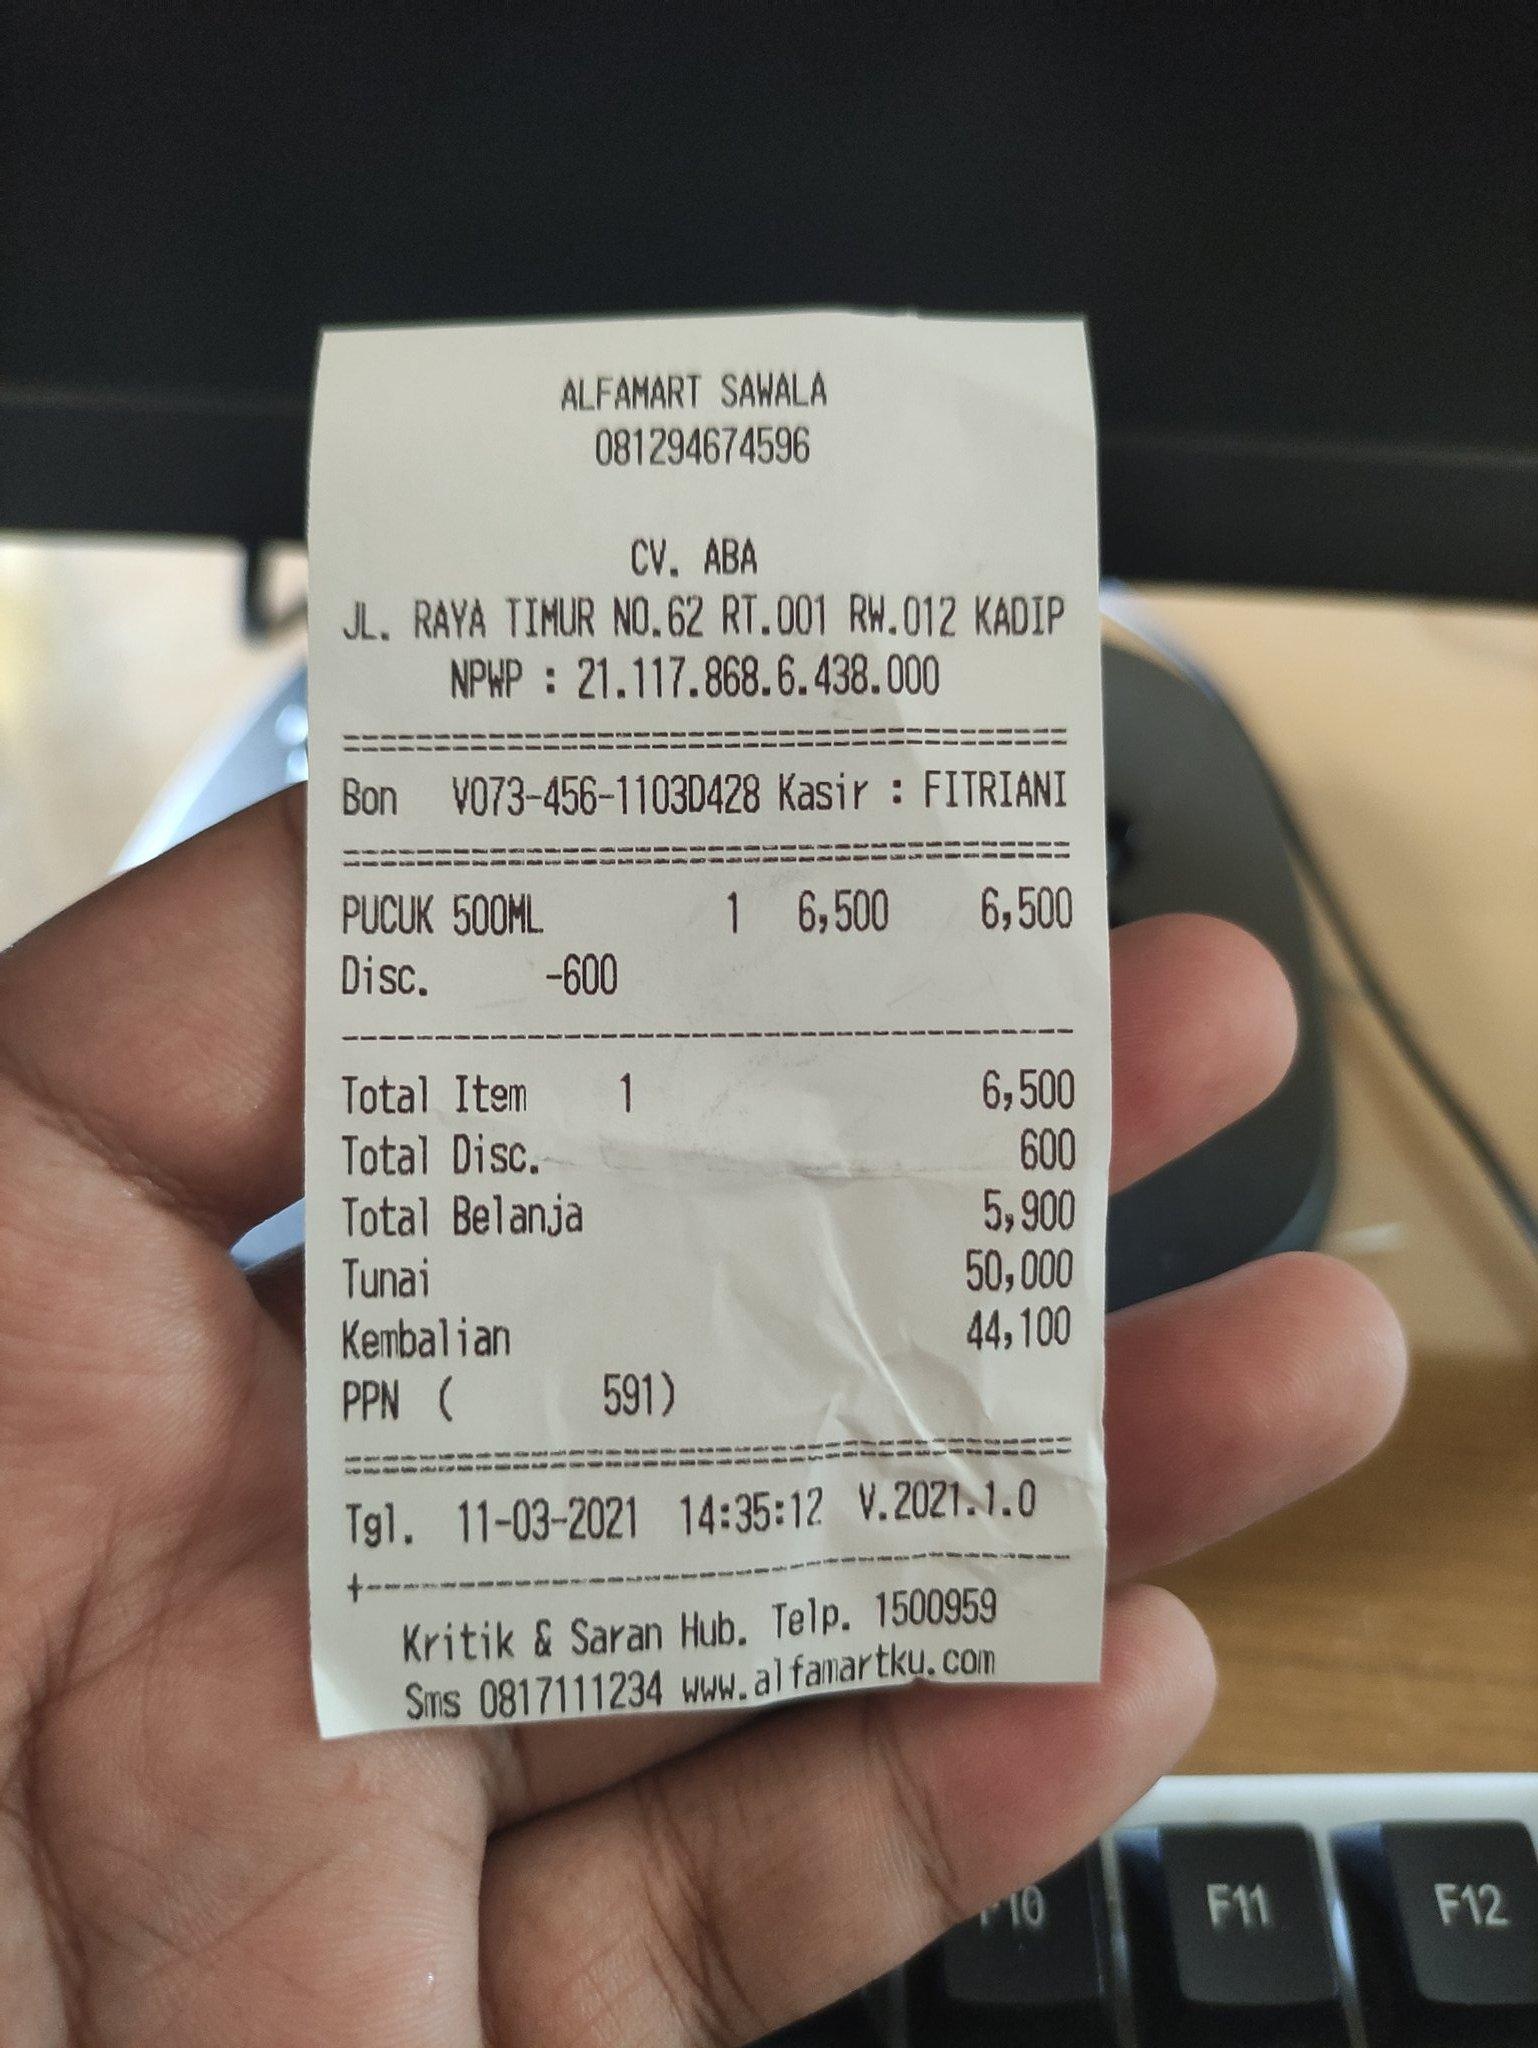 ALFAMART SAWALA
081294674596
CV. ABA
JL. RAYA TIMUR NO.62 RT.001 RW.012 KADIP
NPWP : 21.117.868.6.438.000
================================
Bon V073-456-1103D428 Kasir : FITRIANI
================================
PUCUK 500ML 1 6,500 6,500
Disc. -600
--------------------------------
Total Item 1 6,500
Total Disc. 600
Total Belanja 5,900
Tunai 50,000
Kembalian 44,100
PPN ( 591)
================================
Tgl. 11-03-2021 14:35:12 V.2021.1.0
+-------------------------------
Kritik & Saran Hub. Telp. 1500959
Sms 0817111234 www.alfamartku.com
F10 F11 F12